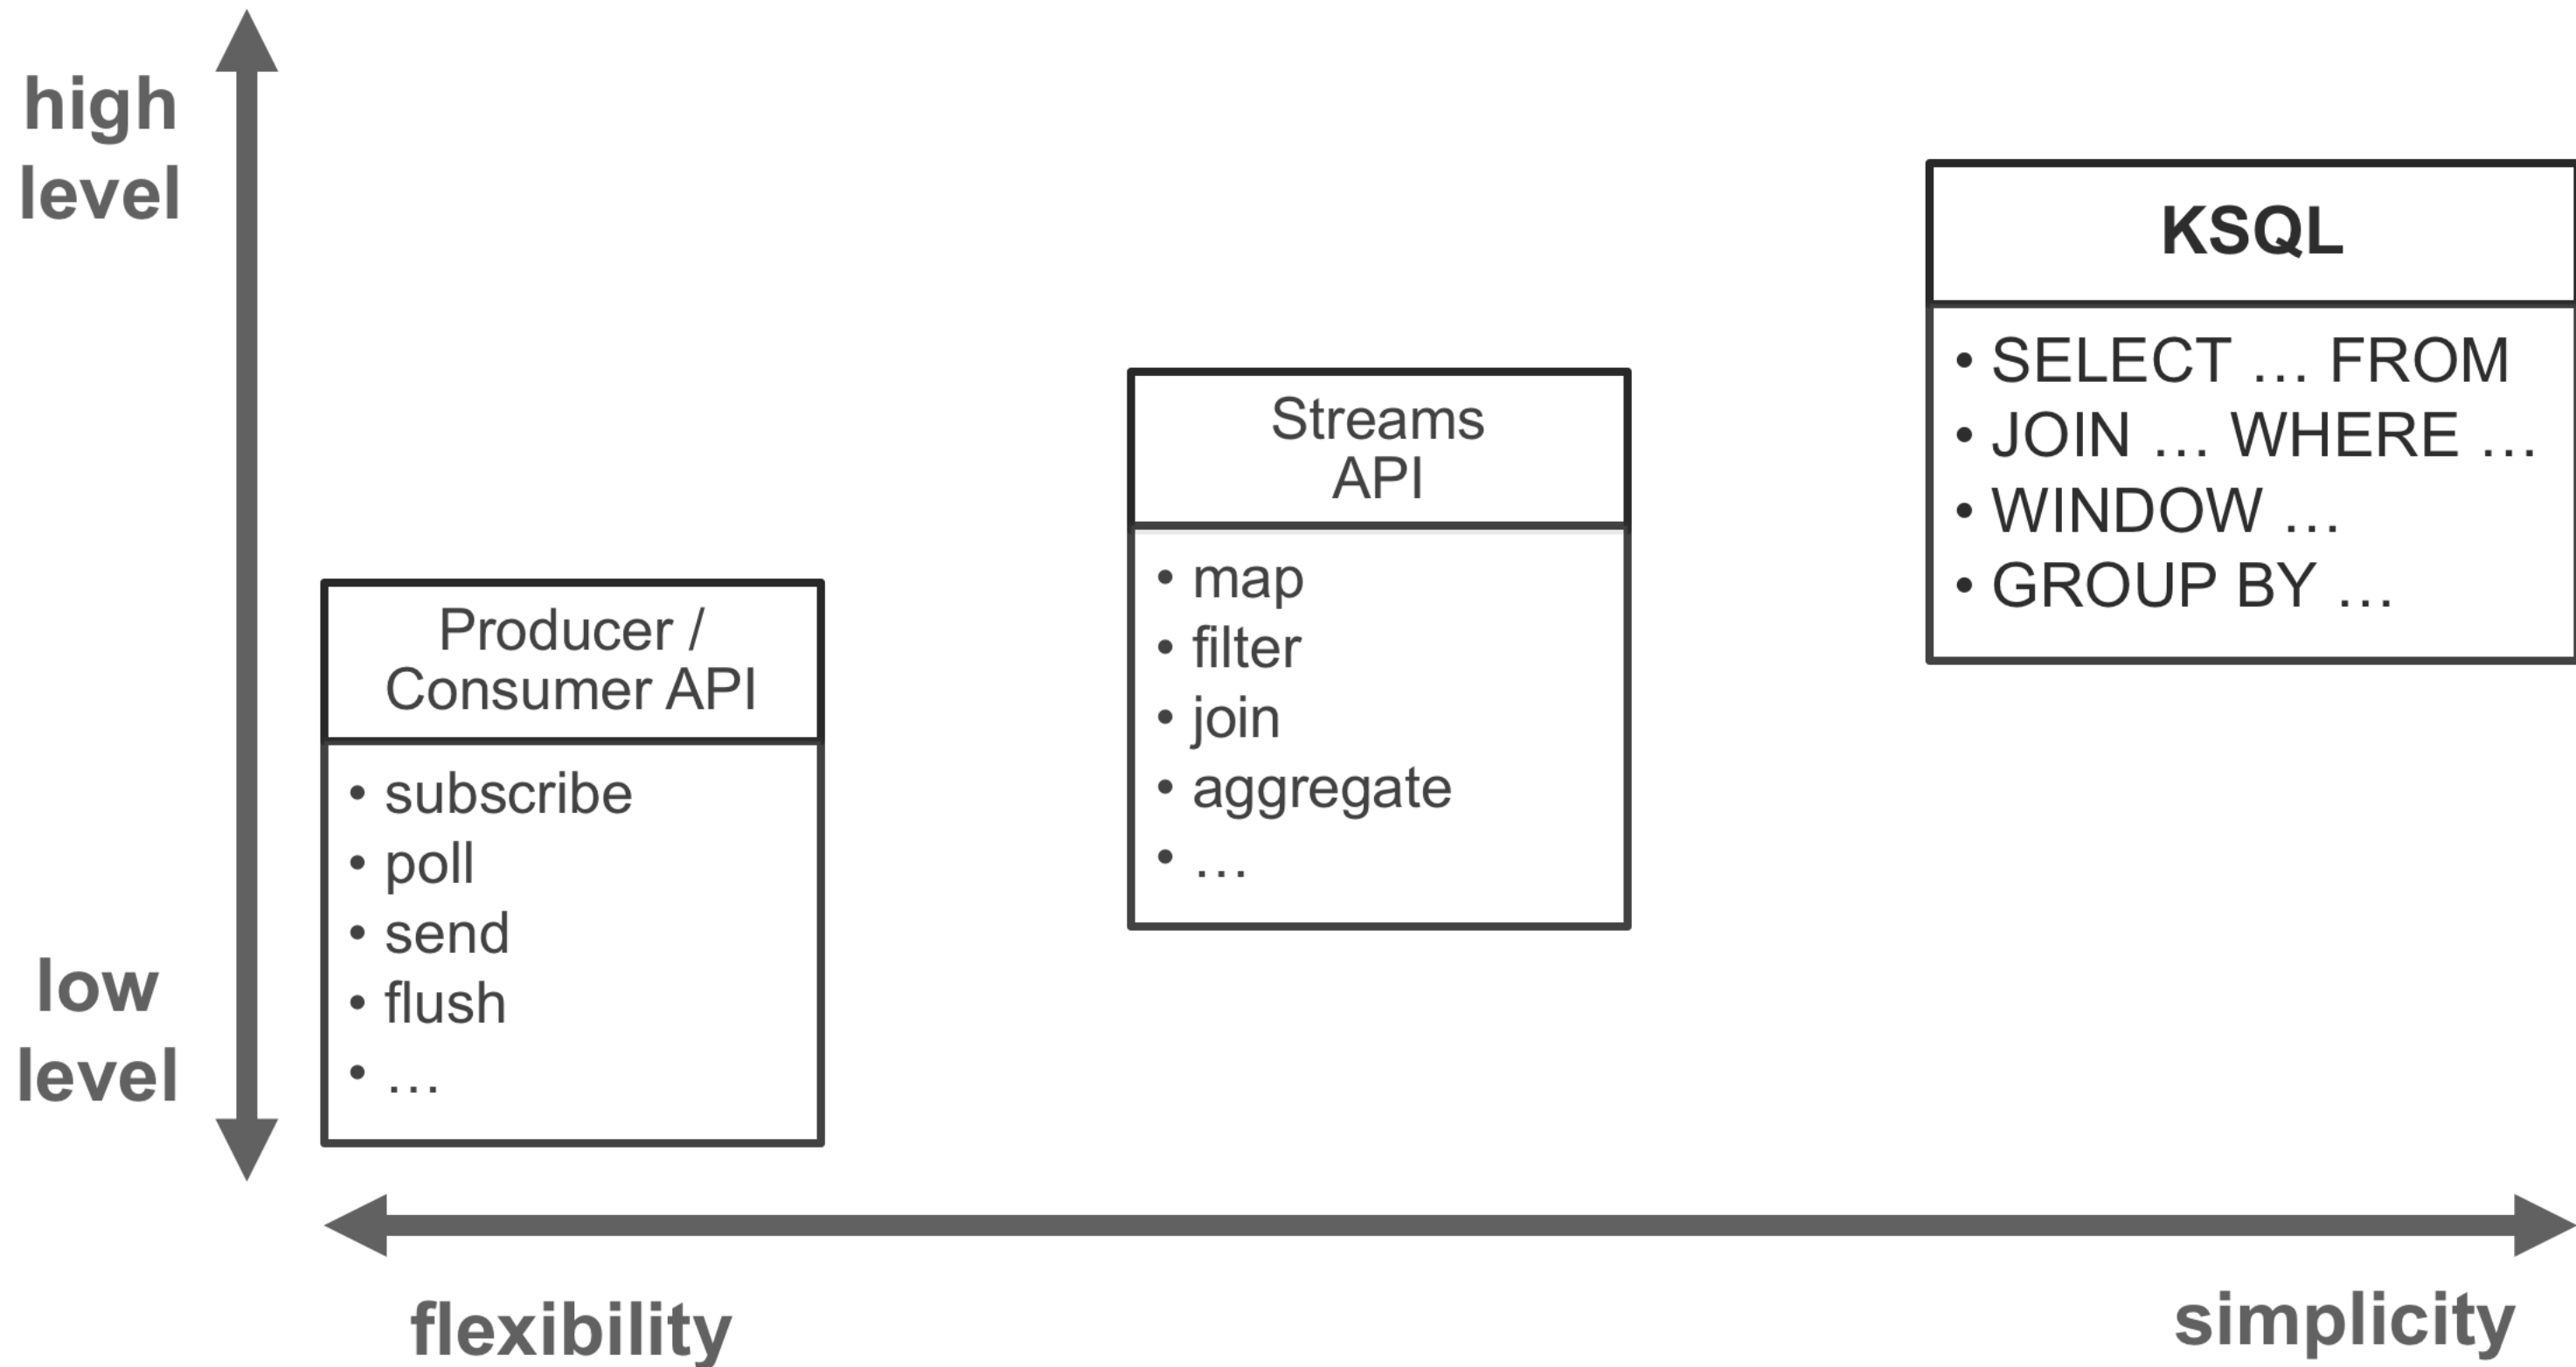 high
level
low
level
Producer /
Consumer API
• subscribe
• poll
• send
• flush
• …
Streams
API
• map
• filter
• join
• aggregate
• …
KSQL
• SELECT … FROM
• JOIN … WHERE …
• WINDOW …
• GROUP BY …
flexibility
simplicity